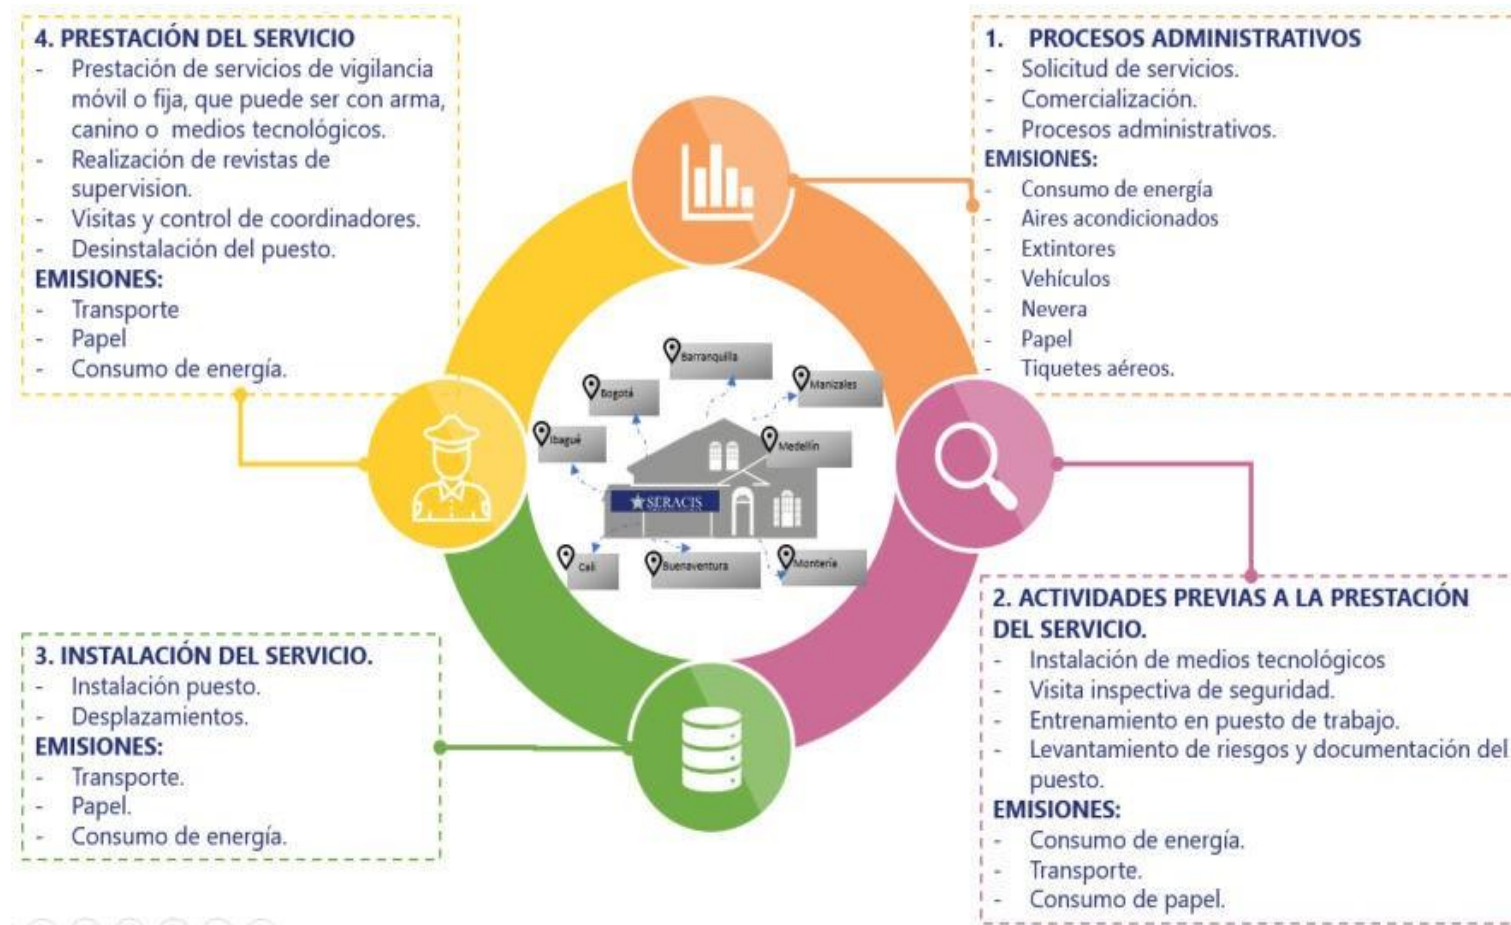 4. PRESTACIÓN DEL SERVICIO
- Prestación de servicios de vigilancia
móvil o fija, que puede ser con arma,
canino o medios tecnológicos.
- Realización de revistas de
supervision.
- Visitas y control de coordinadores.
- Desinstalación del puesto.
EMISIONES:
- Transporte
- Papel
- Consumo de energía.
1. PROCESOS ADMINISTRATIVOS
- Solicitud de servicios.
- Comercialización.
- Procesos administrativos.
EMISIONES:
- Consumo de energía
- Aires acondicionados
- Extintores
- Vehículos
- Nevera
- Papel
- Tiquetes aéreos.
Barranquilla
Manizales
Bogotá
Ibagué
Medellín
SERACIS
Cali
Buenaventura
Montería
3. INSTALACIÓN DEL SERVICIO.
- Instalación puesto.
- Desplazamientos.
EMISIONES:
- Transporte.
- Papel.
- Consumo de energía.
2. ACTIVIDADES PREVIAS A LA PRESTACIÓN
DEL SERVICIO.
- Instalación de medios tecnológicos
- Visita inspectiva de seguridad.
- Entrenamiento en puesto de trabajo.
- Levantamiento de riesgos y documentación del
puesto.
EMISIONES:
- Consumo de energía.
- Transporte.
- Consumo de papel.